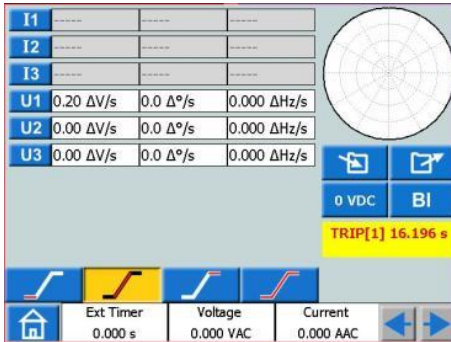 I1 ----- ----- -----
I2 ----- ----- -----
I3 ----- ----- -----
U1 0.20 ΔV/s 0.0 Δ°/s 0.000 ΔHz/s
U2 0.00 ΔV/s 0.0 Δ°/s 0.000 ΔHz/s
U3 0.00 ΔV/s 0.0 Δ°/s 0.000 ΔHz/s
0 VDC BI
TRIP[1] 16.196 s
Ext Timer Voltage Current
0.000 s 0.000 VAC 0.000 AAC